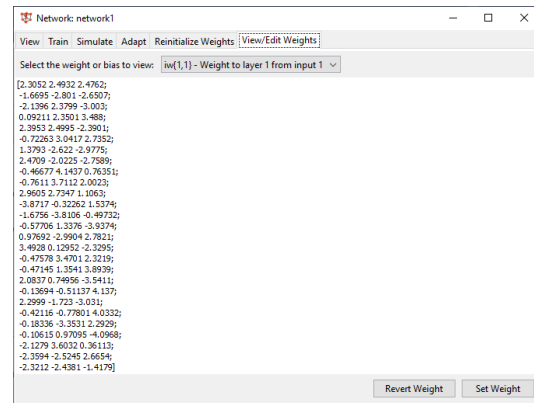 Network: network1
View Train Simulate Adapt Reinitialize Weights View/Edit Weights
Select the weight or bias to view: iw{1,1} - Weight to layer 1 from input 1
[2.3052 2.4932 2.4762;
-1.6695 -2.801 -2.6507;
-2.1396 2.3799 -3.003;
0.09211 2.3501 3.488;
2.3953 2.4995 -2.3901;
-0.72263 3.0417 2.7352;
1.3793 -2.622 -2.9775;
2.4709 -2.0225 -2.7589;
-0.46677 4.1437 0.76351;
-0.7611 3.7112 2.0023;
2.9605 2.7347 1.1063;
-3.8717 -0.32262 1.5374;
-1.6756 -3.8106 -0.49732;
-0.57706 1.3376 -3.9374;
0.97692 -2.9904 2.7821;
3.4928 0.12952 -2.3295;
-0.47578 3.4701 2.3219;
-0.47145 1.3541 3.8939;
2.0837 0.74956 -3.5411;
-0.13694 -0.51137 4.137;
2.2999 -1.723 -3.031;
-0.42116 -0.77801 4.0332;
-0.18336 -3.3531 2.2929;
-0.10615 0.97095 -4.0968;
-2.1279 3.6032 0.36113;
-2.3594 -2.5245 2.6654;
-2.3212 -2.4381 -1.4179]
Revert Weight Set Weight